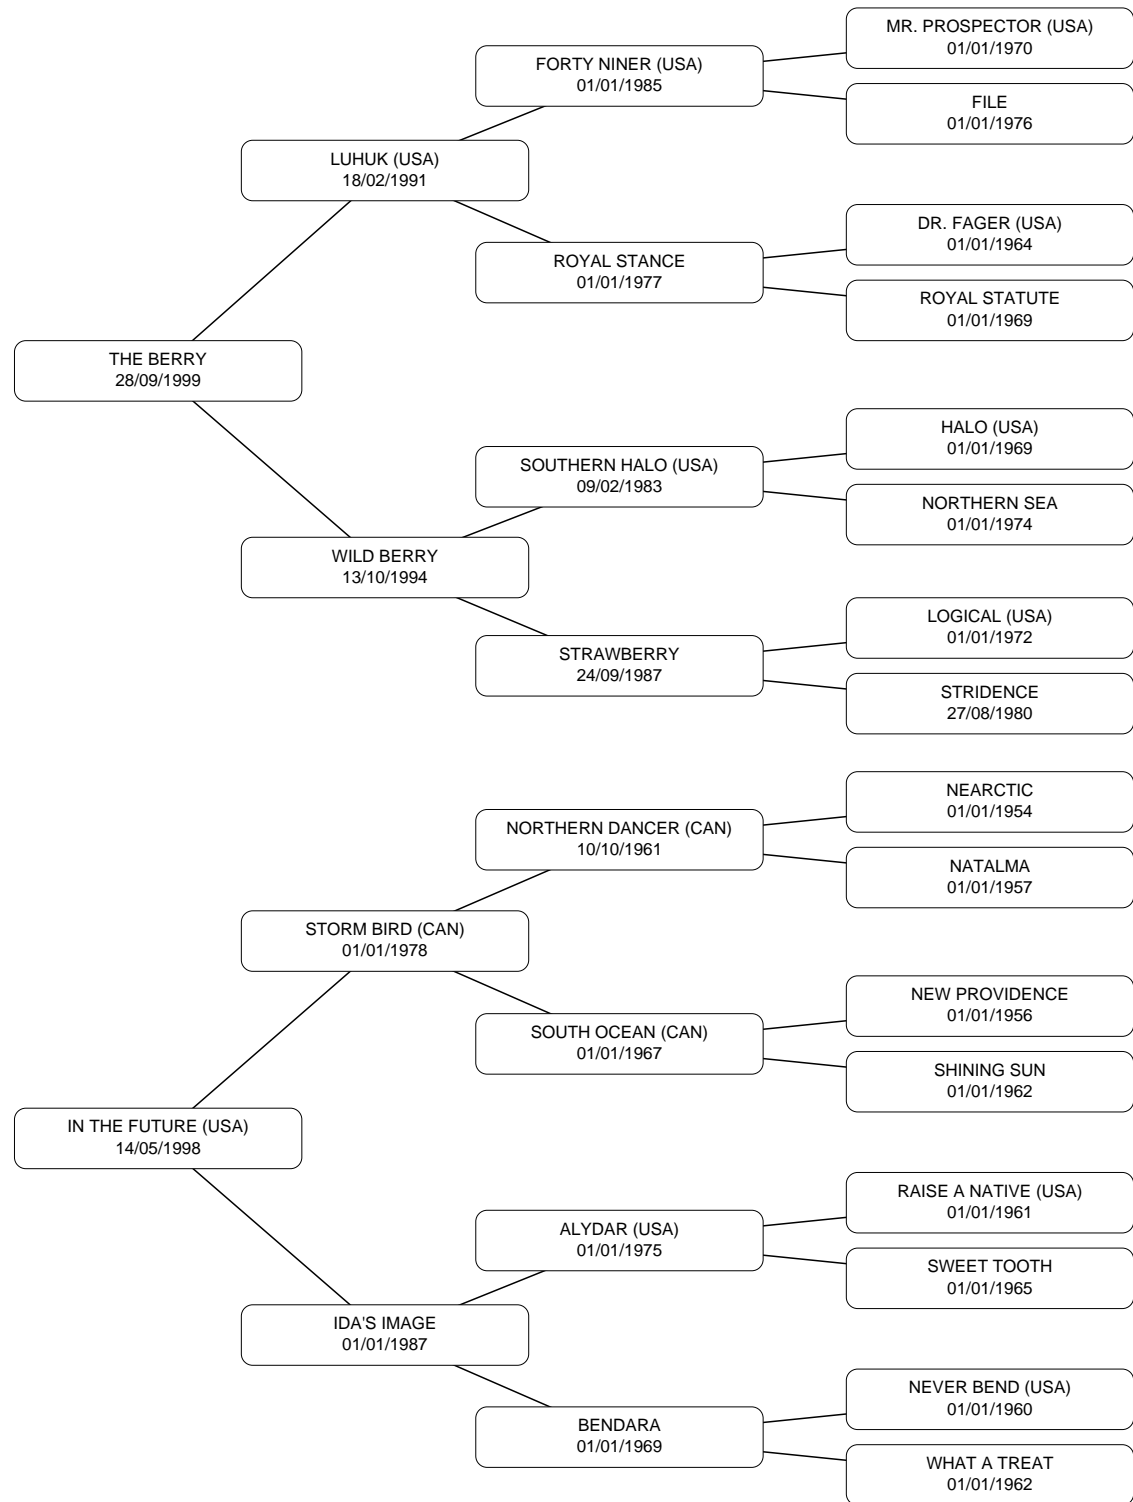 MR. PROSPECTOR (USA)
01/01/1970
FORTY NINER (USA)
01/01/1985
FILE
01/01/1976
LUHUK (USA)
18/02/1991
DR. FAGER (USA)
01/01/1964
ROYAL STANCE
01/01/1977
ROYAL STATUTE
01/01/1969
THE BERRY
28/09/1999
HALO (USA)
01/01/1969
SOUTHERN HALO (USA)
09/02/1983
NORTHERN SEA
01/01/1974
WILD BERRY
13/10/1994
LOGICAL (USA)
01/01/1972
STRAWBERRY
24/09/1987
STRIDENCE
27/08/1980
NEARCTIC
01/01/1954
NORTHERN DANCER (CAN)
10/10/1961
NATALMA
01/01/1957
STORM BIRD (CAN)
01/01/1978
NEW PROVIDENCE
01/01/1956
SOUTH OCEAN (CAN)
01/01/1967
SHINING SUN
01/01/1962
IN THE FUTURE (USA)
14/05/1998
RAISE A NATIVE (USA)
01/01/1961
ALYDAR (USA)
01/01/1975
SWEET TOOTH
01/01/1965
IDA'S IMAGE
01/01/1987
NEVER BEND (USA)
01/01/1960
BENDARA
01/01/1969
WHAT A TREAT
01/01/1962